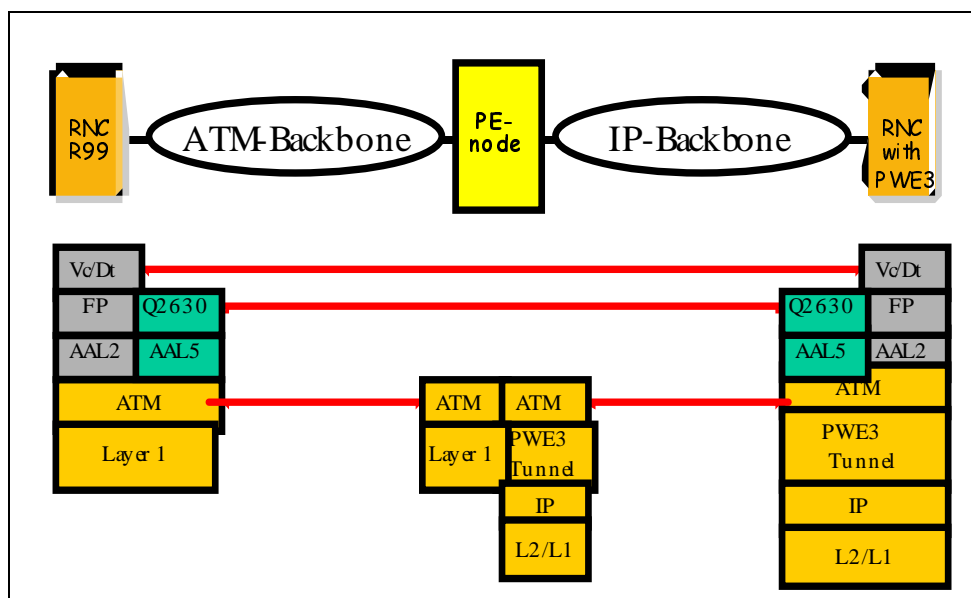 RNC
R99
ATM-Backbone
PE-
node
IP-Backbone
RNC
with
PWE3
Vc/Dt
Vc/Dt
FP
Q2630
Q2630
FP
AAL2
AAL5
AAL5
AAL2
ATM
ATM
ATM
ATM
Layer 1
Layer 1
PWE3
Tunnel
PWE3
Tunnel
IP
IP
L2/L1
L2/L1